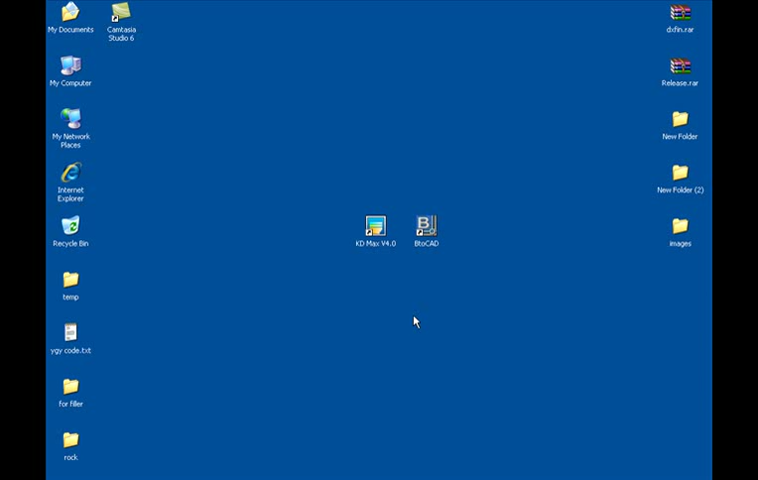 My Documents
Camtasia
Studio 6
My Computer
My Network
Places
Internet
Explorer
Recycle Bin
temp
ygy code.txt
for filler
rock
KD Max V4.0
BtoCAD
dxfin.rar
Release.rar
New Folder
New Folder (2)
images